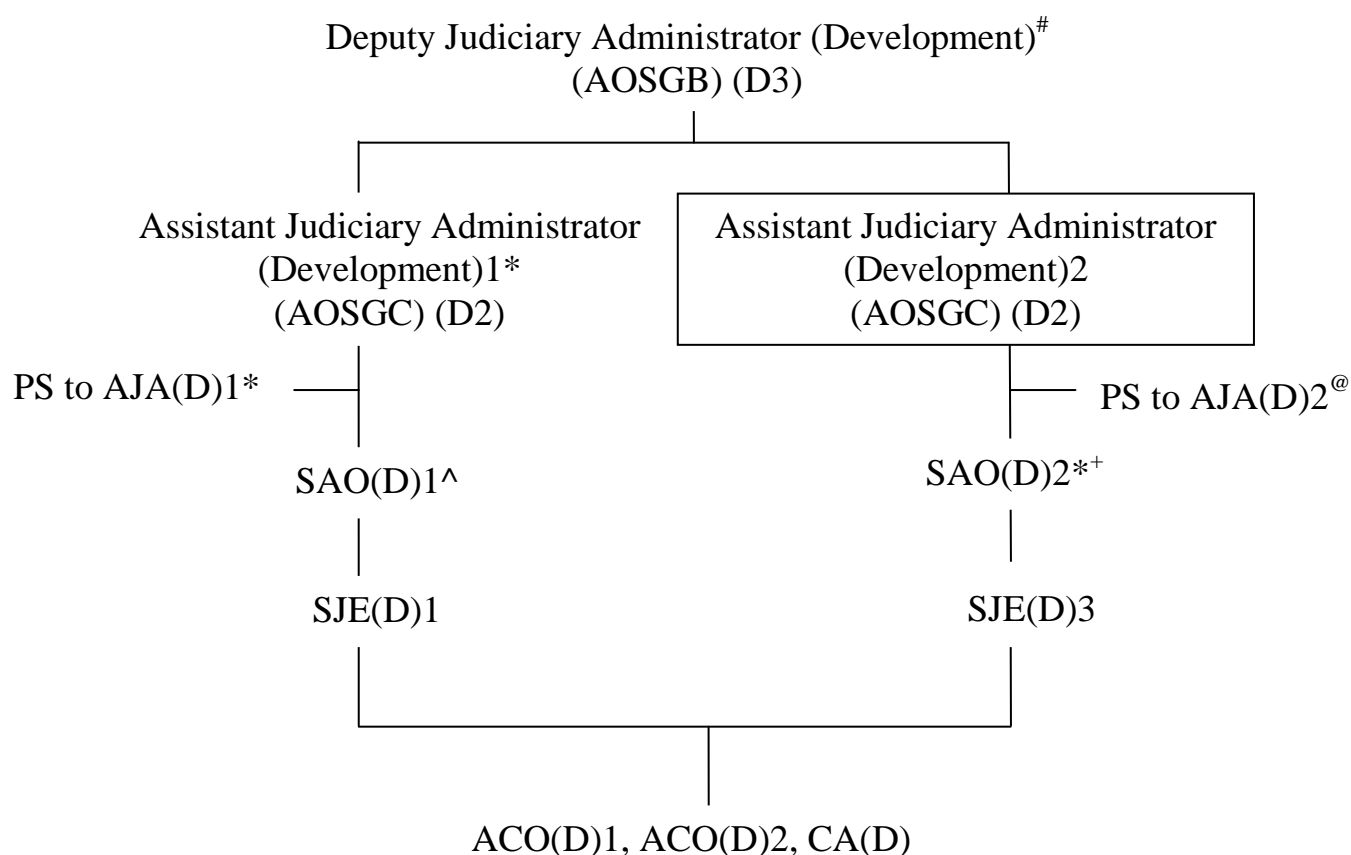 Deputy Judiciary Administrator (Development)#
(AOSGB) (D3)
Assistant Judiciary Administrator
(Development)1*
(AOSGC) (D2)
Assistant Judiciary Administrator
(Development)2
(AOSGC) (D2)
PS to AJA(D)1*
PS to AJA(D)2@
SAO(D)1^
SAO(D)2*+
SJE(D)1
SJE(D)3
ACO(D)1, ACO(D)2, CA(D)